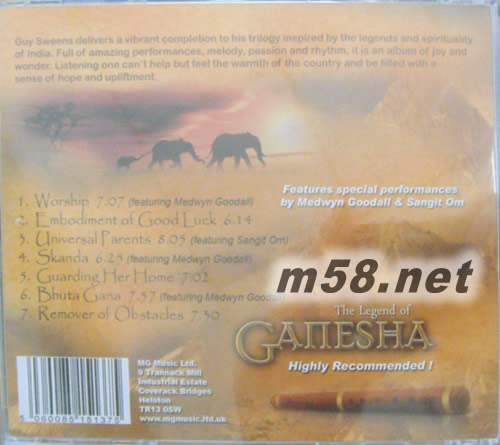 Guy Sweens delivers a vibrant completion to his trilogy inspired by the legends and spirituality
of India. Full of amazing performances, melody, passion and rhythm, it is an album of joy and
wonder. Listening one can't help but feel the warmth of the country and be filled with a
sense of hope and upliftment.
1. Worship 7.07 (featuring Medwyn Goodall)
2. Embodiment of Good Luck 6.14
3. Universal Parents 8.05 (featuring Sangit Om)
4. Skanda 6.25 (featuring Medwyn Goodall)
5. Guarding Her Home 7.02
6. Bhuta Gana 7.37 (featuring Medwyn Goodall)
7- Remover of Obstacles 7.30
Features special performances
by Medwyn Goodall & Sangit Om
m58.net
The Legend of
GANESHA
Highly Recommended !
MG Music Ltd.
9 Trannack Mill
Industrial Estate
Coverack Bridges
Helston
TR13 0SW
www.mgmusic.ltd.uk
5 060085 151375